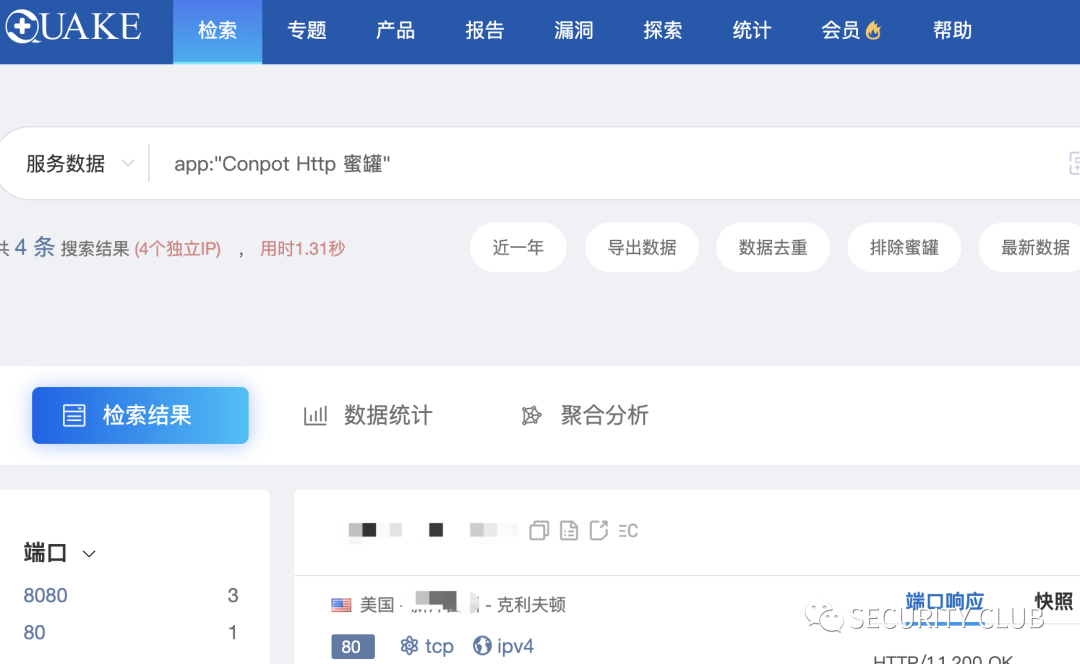 QUAKE 检索 专题 产品 报告 漏洞 探索 统计 会员 帮助
服务数据 app:"Conpot Http 蜜罐"
共 4 条 搜索结果 (4个独立IP) ， 用时1.31秒 近一年 导出数据 数据去重 排除蜜罐 最新数据
检索结果 数据统计 聚合分析
C
端口
8080 3
80 1
美国 · - 克利夫顿 端口响应 快照
SECURITY CLUB
80 tcp ipv4
HTTP/1.1 200 OK